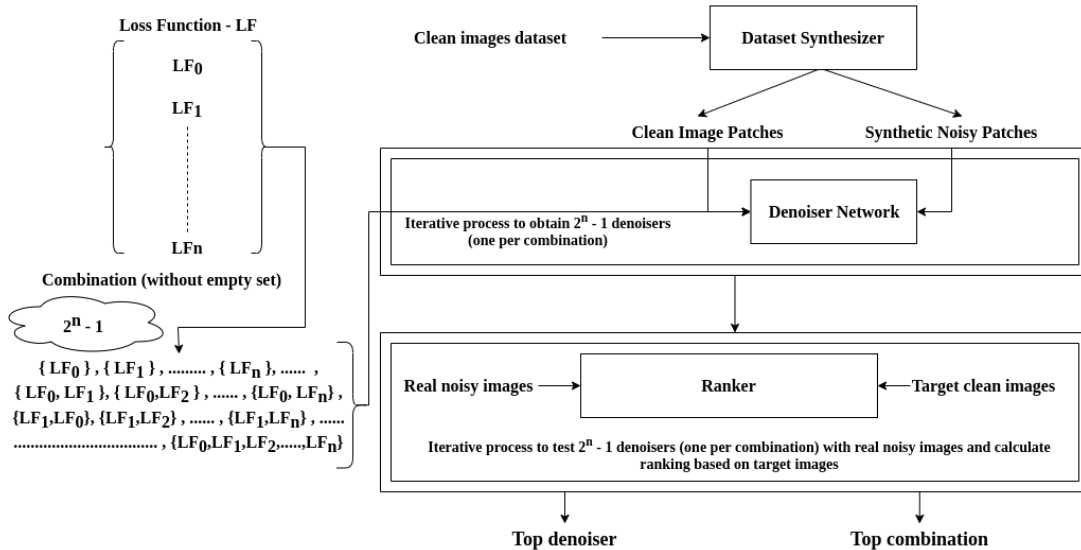 Loss Function - LF
LF0
LF1
LFn
Combination (without empty set)
2^n - 1
{ LF0 } , { LF1 } , ......... , { LFn }, ...... ,
{ LF0, LF1 }, { LF0,LF2 } , ...... , {LF0, LFn} ,
{LF1,LF0}, {LF1,LF2} , ...... , {LF1,LFn} , ......
.................................. , {LF0,LF1,LF2,.....,LFn}
Clean images dataset
Dataset Synthesizer
Clean Image Patches
Synthetic Noisy Patches
Denoiser Network
Iterative process to obtain 2^n - 1 denoisers
(one per combination)
Real noisy images
Ranker
Target clean images
Iterative process to test 2^n - 1 denoisers (one per combination) with real noisy images and calculate
ranking based on target images
Top denoiser
Top combination